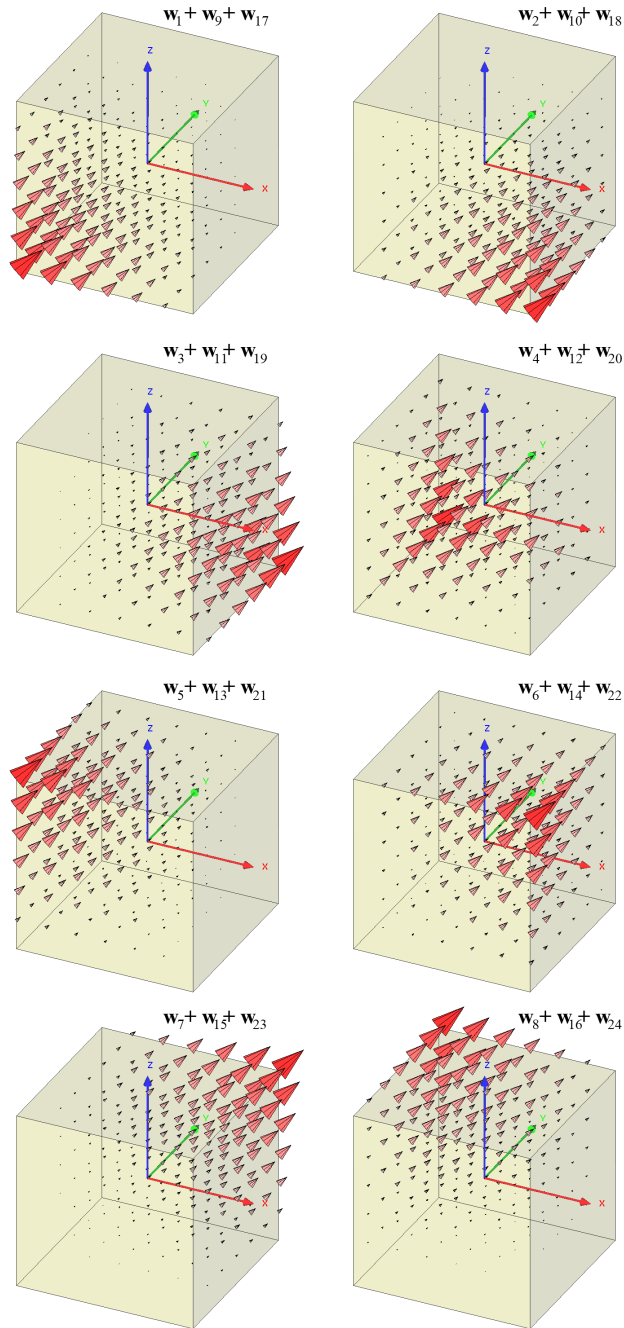 w₁+ w₉+ w₁₇
w₂+ w₁₀+ w₁₈
Z Y X
Z Y X
w₃+ w₁₁+ w₁₉
w₄+ w₁₂+ w₂₀
Z Y X
Z Y X
w₅+ w₁₃+ w₂₁
w₆+ w₁₄+ w₂₂
Z Y X
Z Y X
w₇+ w₁₅+ w₂₃
w₈+ w₁₆+ w₂₄
Z Y X
Z Y X